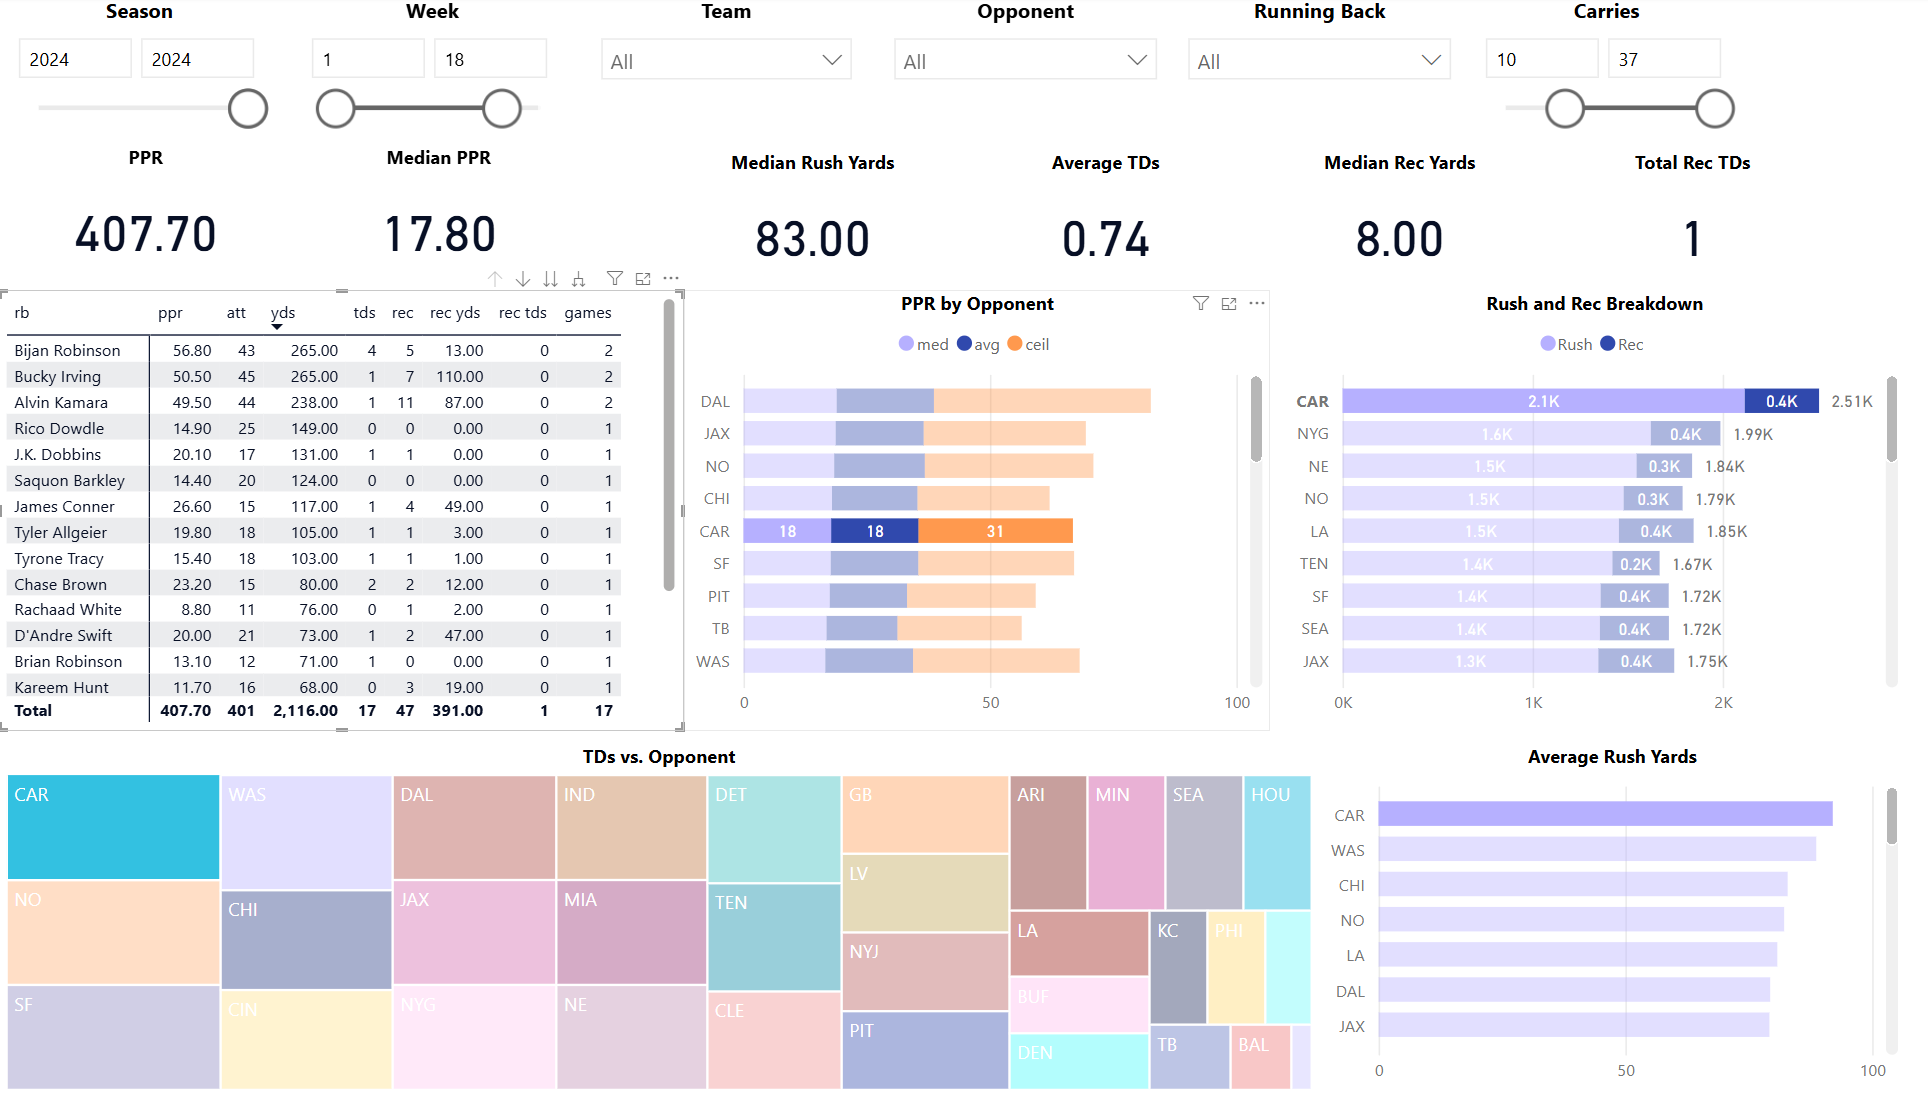 Season Week Team Opponent Running Back Carries
2024 2024 1 18 All All All 10 37
PPR Median PPR Median Rush Yards Average TDs Median Rec Yards Total Rec TDs
407.70 17.80 83.00 0.74 8.00 1
rb ppr att yds tds rec rec yds rec tds games
Bijan Robinson 56.80 43 265.00 4 5 13.00 0 2
Bucky Irving 50.50 45 265.00 1 7 110.00 0 2
Alvin Kamara 49.50 44 238.00 1 11 87.00 0 2
Rico Dowdle 14.90 25 149.00 0 0 0.00 0 1
J.K. Dobbins 20.10 17 131.00 1 1 0.00 0 1
Saquon Barkley 14.40 20 124.00 0 0 0.00 0 1
James Conner 26.60 15 117.00 1 4 49.00 0 1
Tyler Allgeier 19.80 18 105.00 1 1 3.00 0 1
Tyrone Tracy 15.40 18 103.00 1 1 1.00 0 1
Chase Brown 23.20 15 80.00 2 2 12.00 0 1
Rachaad White 8.80 11 76.00 0 1 2.00 0 1
D'Andre Swift 20.00 21 73.00 1 2 47.00 0 1
Brian Robinson 13.10 12 71.00 1 0 0.00 0 1
Kareem Hunt 11.70 16 68.00 0 3 19.00 0 1
Total 407.70 401 2,116.00 17 47 391.00 1 17
PPR by Opponent
med avg ceil
DAL
JAX
NO
CHI
CAR 18 18 31
SF
PIT
TB
WAS
0 50 100
Rush and Rec Breakdown
Rush Rec
CAR 2.1K 0.4K 2.51K
NYG 1.6K 0.4K 1.99K
NE 1.5K 0.3K 1.84K
NO 1.5K 0.3K 1.79K
LA 1.5K 0.4K 1.85K
TEN 1.4K 0.2K 1.67K
SF 1.4K 0.4K 1.72K
SEA 1.4K 0.4K 1.72K
JAX 1.3K 0.4K 1.75K
0K 1K 2K
TDs vs. Opponent
CAR
NO
SF
WAS
CHI
CIN
DAL
JAX
NYG
IND
MIA
NE
DET
TEN
CLE
GB
LV
NYJ
PIT
ARI
MIN
SEA
HOU
LA
BUF
DEN
KC
PHI
TB
BAL
Average Rush Yards
CAR
WAS
CHI
NO
LA
DAL
JAX
0 50 100